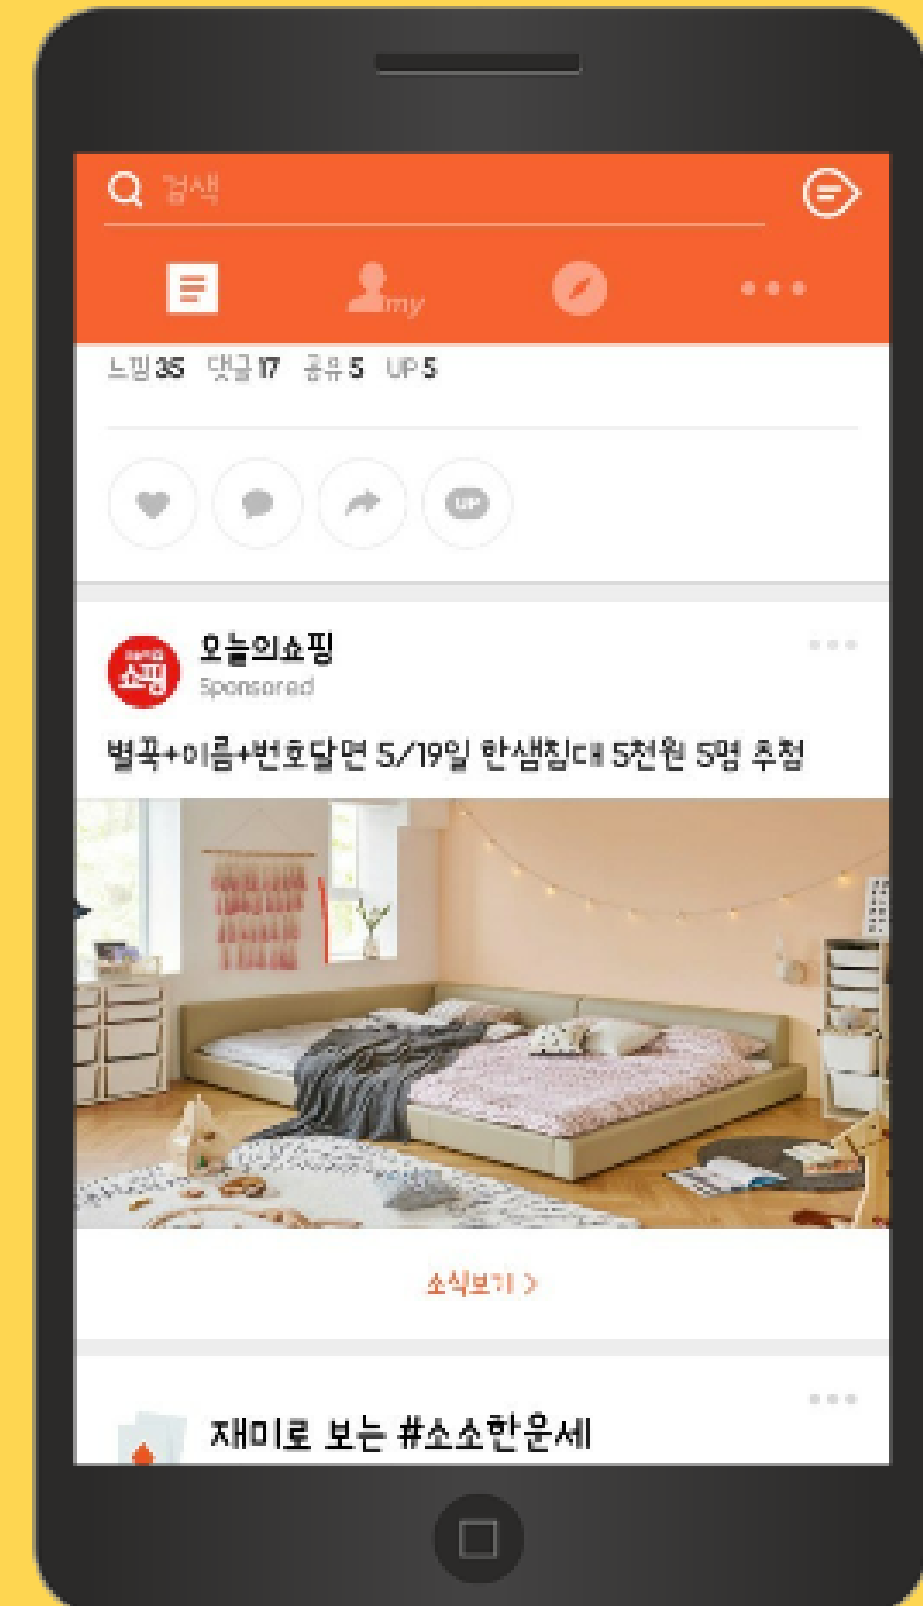 검색
my
느낌 35 댓글 17 공유 5 UP 5
UP
쇼핑
오늘의쇼핑
Sponsored
별꾹+이름+번호달면 5/19일 한샘침대 5천원 5명 추첨
소식보기 >
재미로 보는 #소소한운세